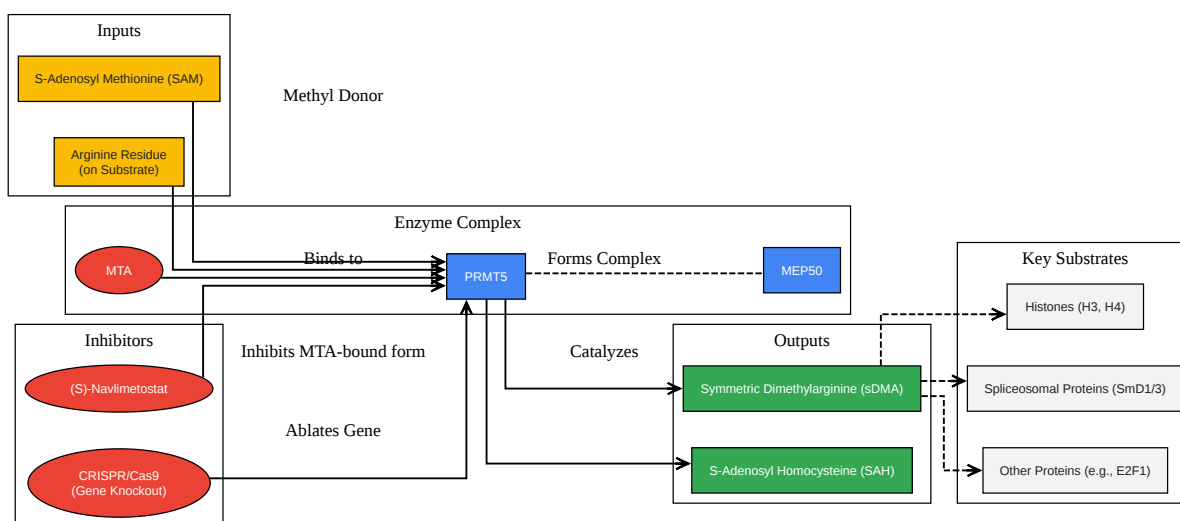 Inputs
S-Adenosyl Methionine (SAM)
Methyl Donor
Arginine Residue
(on Substrate)
Enzyme Complex
MTA
Binds to
PRMT5
Forms Complex
MEP50
Key Substrates
Histones (H3, H4)
Spliceosomal Proteins (SmD1/3)
Other Proteins (e.g., E2F1)
Inhibitors
(S)-Navlimetostat
Inhibits MTA-bound form
CRISPR/Cas9
(Gene Knockout)
Ablates Gene
Catalyzes
Outputs
Symmetric Dimethylarginine (sDMA)
S-Adenosyl Homocysteine (SAH)